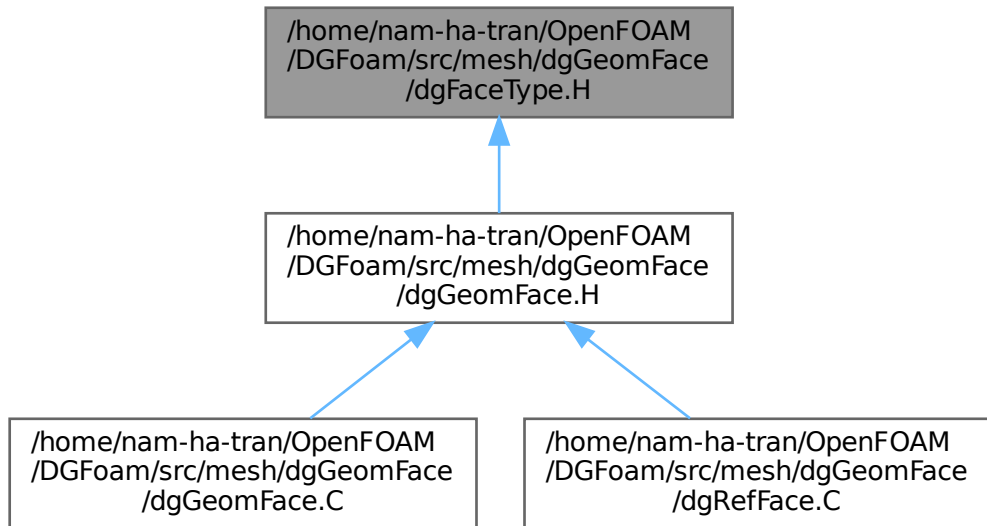 /home/nam-ha-tran/OpenFOAM
/DGFoam/src/mesh/dgGeomFace
/dgFaceType.H
/home/nam-ha-tran/OpenFOAM
/DGFoam/src/mesh/dgGeomFace
/dgGeomFace.H
/home/nam-ha-tran/OpenFOAM
/DGFoam/src/mesh/dgGeomFace
/dgGeomFace.C
/home/nam-ha-tran/OpenFOAM
/DGFoam/src/mesh/dgGeomFace
/dgRefFace.C